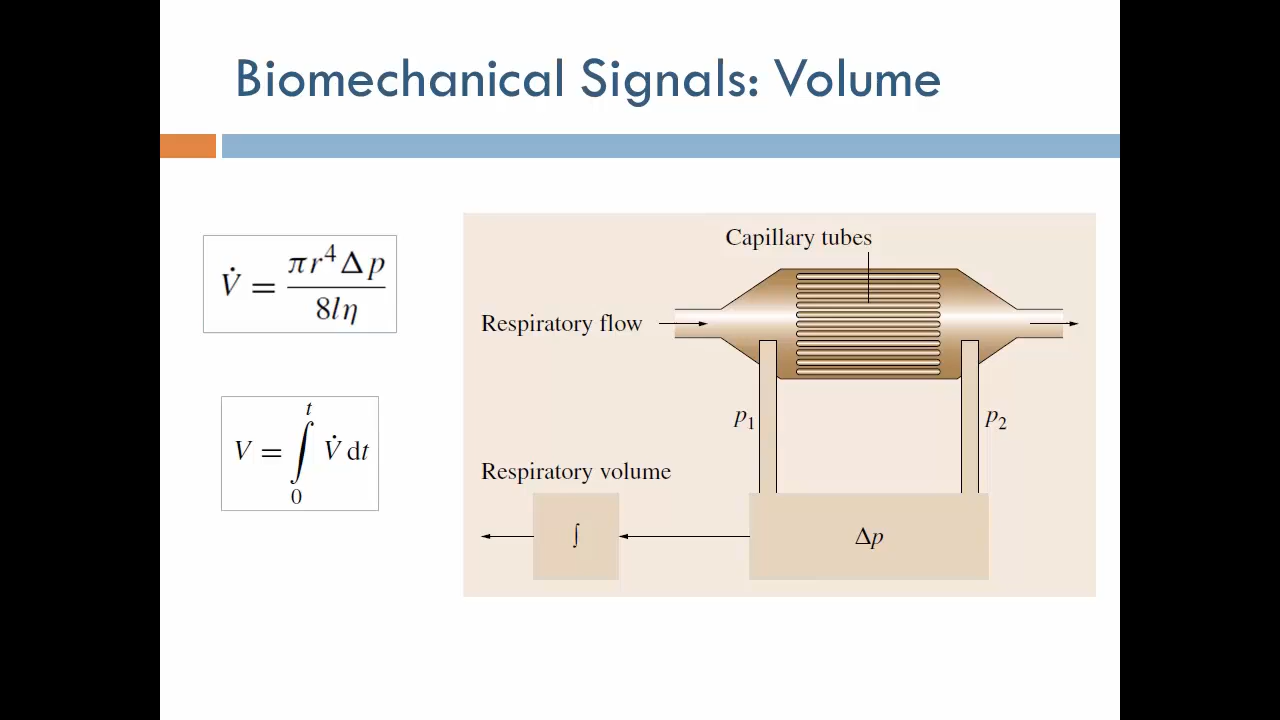 Biomechanical Signals: Volume
V̇ = πr⁴Δp / 8lη
V = ∫₀ᵗ V̇ dt
Capillary tubes
Respiratory flow
p₁
p₂
Respiratory volume
∫
Δp